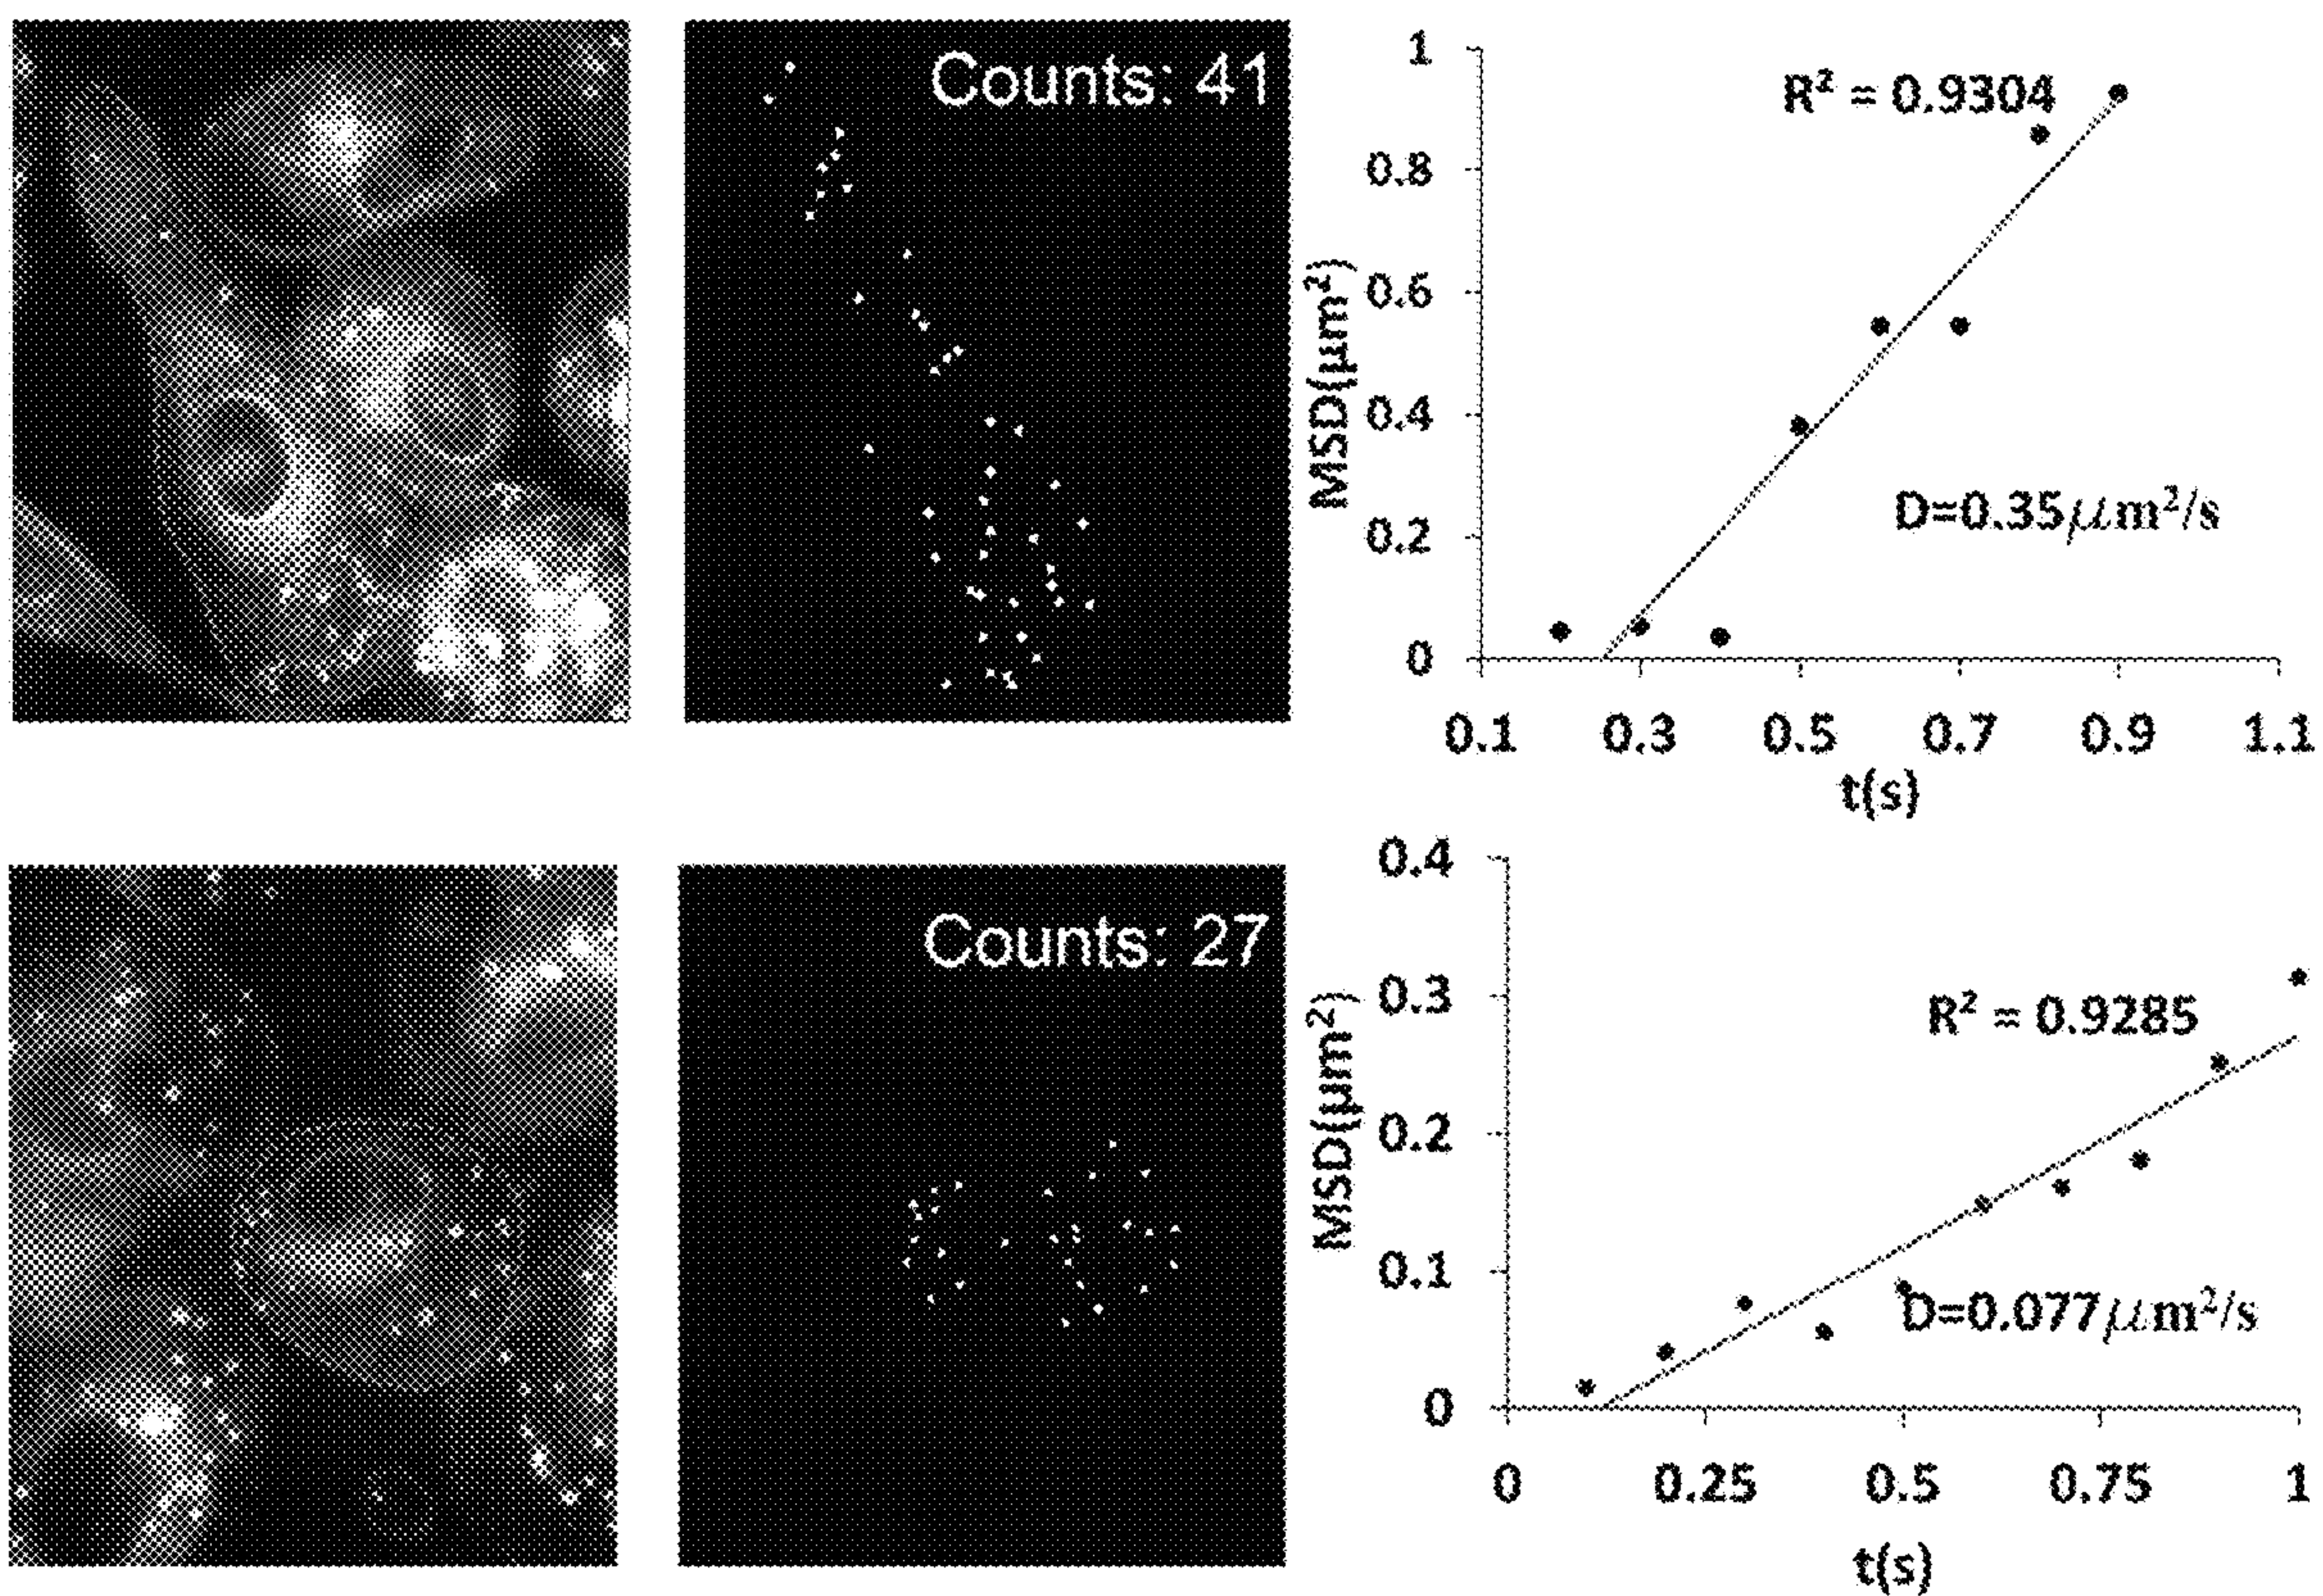 Counts: 41
1
0.8
0.6
0.4
0.2
0
MSD(μm²)
R² = 0.9304
D=0.35μm²/s
0.1 0.3 0.5 0.7 0.9 1.1
t(s)
Counts: 27
0.4
0.3
0.2
0.1
0
MSD(μm²)
R² = 0.9285
D=0.077μm²/s
0 0.25 0.5 0.75 1
t(s)